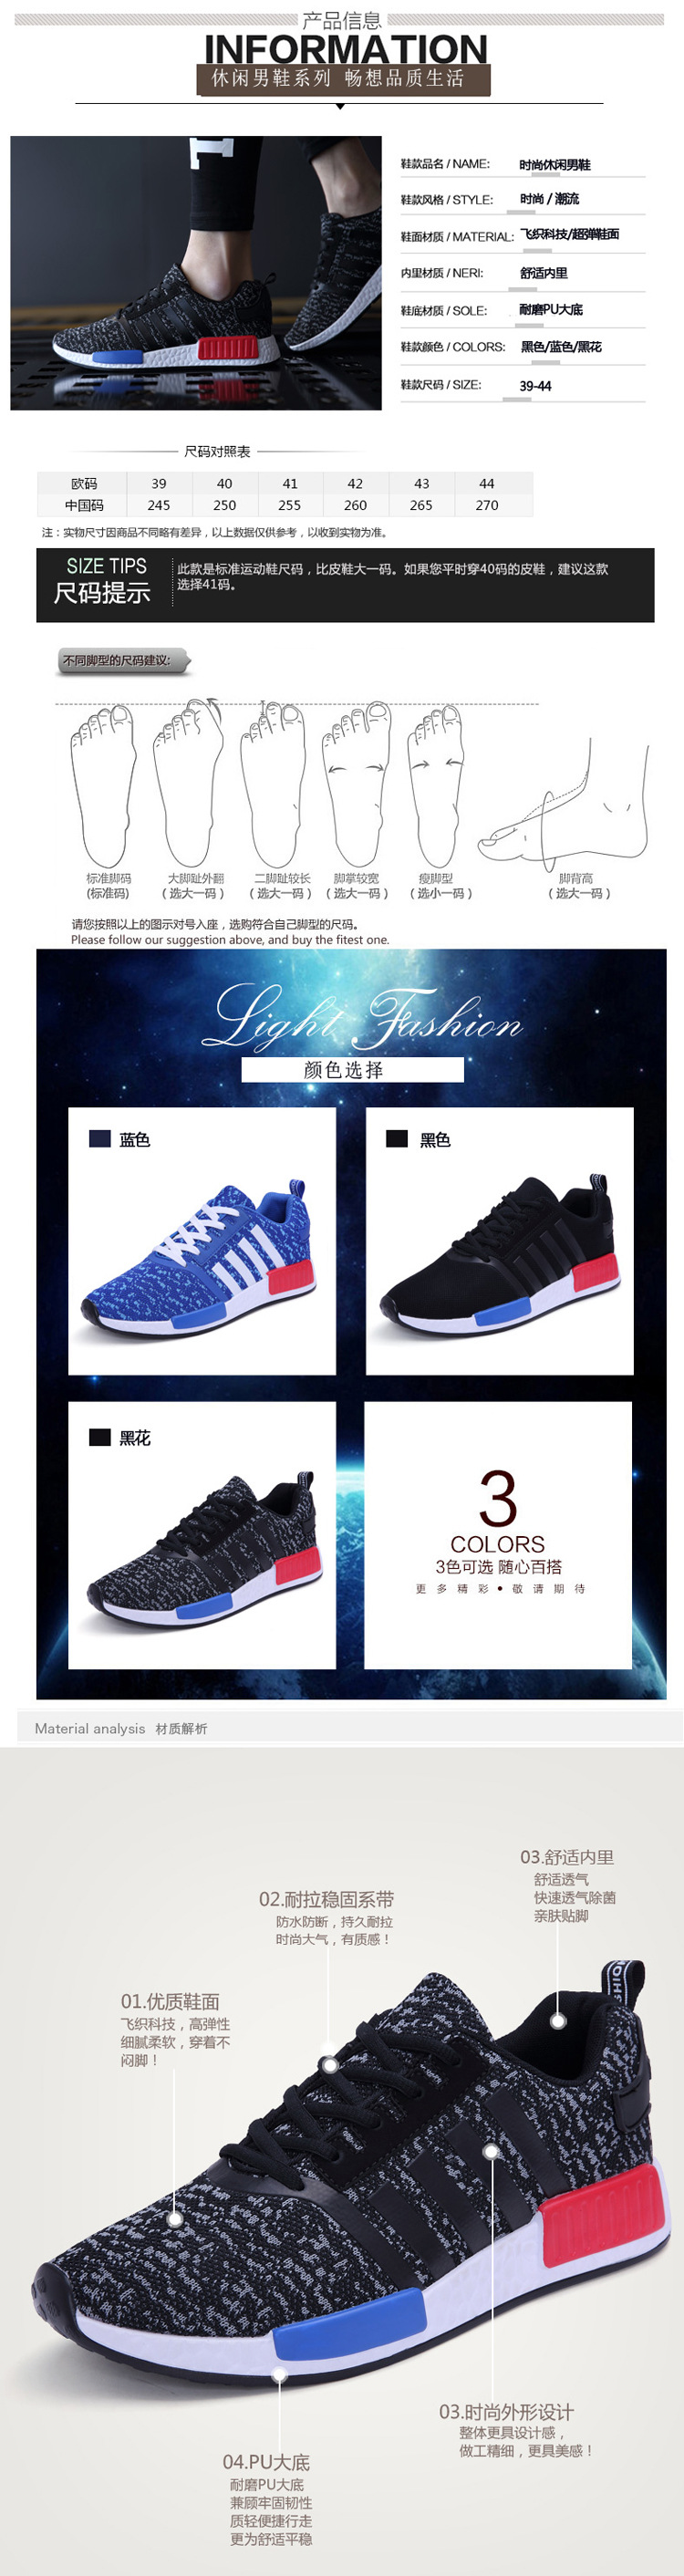 产品信息
INFORMATION
休闲男鞋系列 畅想品质生活
鞋款品名 / NAME: 时尚休闲男鞋
鞋款风格 / STYLE: 时尚 / 潮流
鞋面材质 / MATERIAL: 飞织科技/超弹鞋面
内里材质 / NERI: 舒适内里
鞋底材质 / SOLE: 耐磨PU大底
鞋款颜色 / COLORS: 黑色/蓝色/黑花
鞋款尺码 / SIZE: 39-44
尺码对照表
欧码 39 40 41 42 43 44
中国码 245 250 255 260 265 270
注：实物尺寸因商品不同略有差异，以上数据仅供参考，以收到实物为准。
SIZE TIPS
尺码提示
此款是标准运动鞋尺码，比皮鞋大一码。如果您平时穿40码的皮鞋，建议这款
选择41码。
不同脚型的尺码建议:
标准脚码 大脚趾外翻 二脚趾较长 脚掌较宽 瘦脚型 脚背高
(标准码) （选大一码） （选大一码） （选大一码） （选小一码） （选大一码）
请您按照以上的图示对号入座，选购符合自己脚型的尺码。
Please follow our suggestion above, and buy the fitest one.
Light Fashion
颜色选择
蓝色
黑色
黑花
3
COLORS
3色可选 随心百搭
更多精彩•敬请期待
Material analysis 材质解析
03.舒适内里
舒适透气
快速透气除菌
亲肤贴脚
02.耐拉稳固系带
防水防断，持久耐拉
时尚大气，有质感！
01.优质鞋面
飞织科技，高弹性
细腻柔软，穿着不
闷脚！
03.时尚外形设计
整体更具设计感，
做工精细，更具美感！
04.PU大底
耐磨PU大底
兼顾牢固韧性
质轻便捷行走
更为舒适平稳